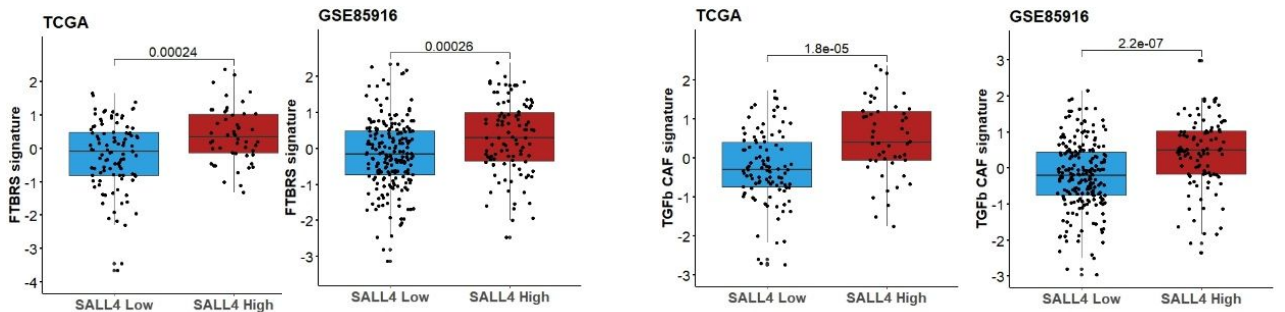 TCGA
FTBRS signature
0.00024
2
1
0
-1
-2
-3
-4
SALL4 Low SALL4 High
GSE85916
FTBRS signature
0.00026
2
1
0
-1
-2
-3
SALL4 Low SALL4 High
TCGA
TGFb CAF signature
1.8e-05
2
1
0
-1
-2
-3
SALL4 Low SALL4 High
GSE85916
TGFb CAF signature
2.2e-07
3
2
1
0
-1
-2
-3
SALL4 Low SALL4 High